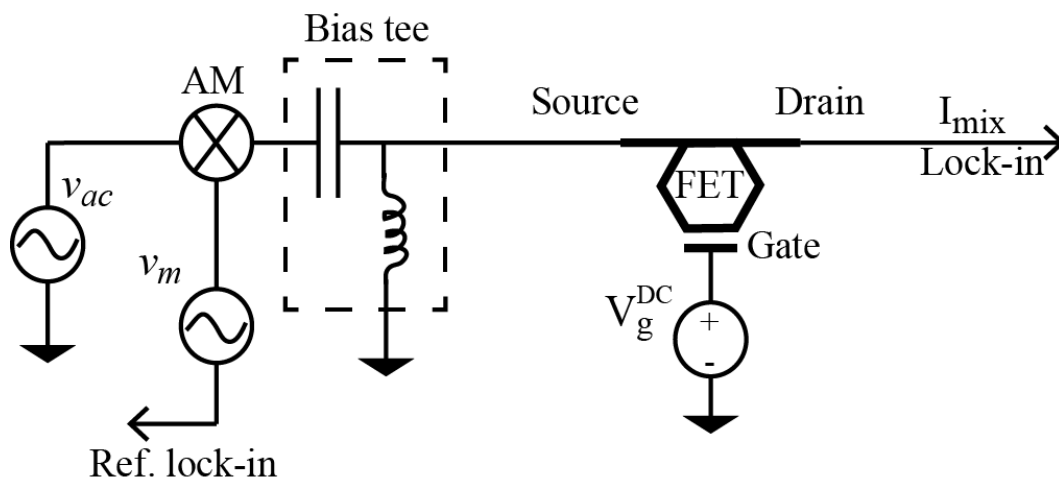 Bias tee
AM
Source
Drain
I_mix
Lock-in
v_ac
FET
v_m
Gate
V_g^DC
+
-
Ref. lock-in